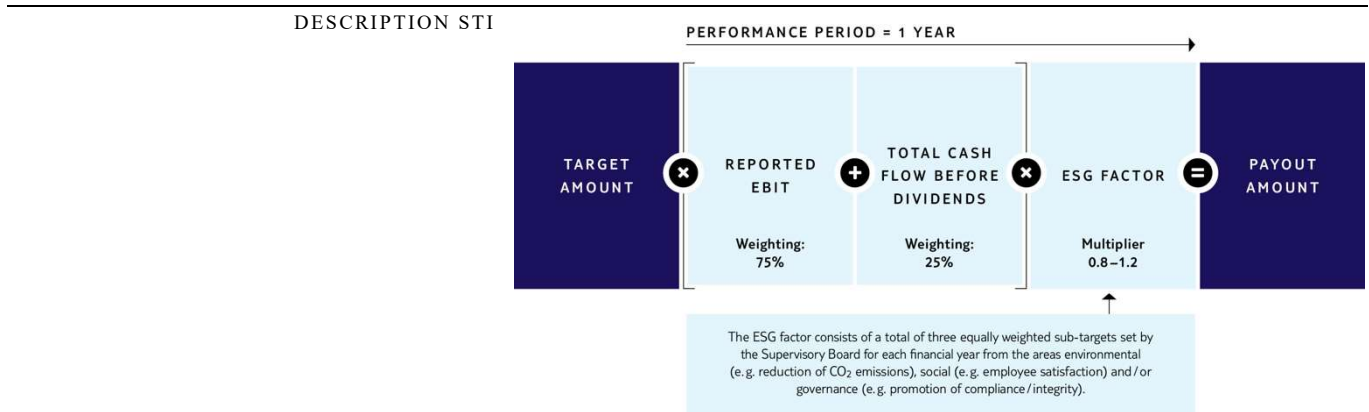 DESCRIPTION STI
PERFORMANCE PERIOD = 1 YEAR
TARGET
AMOUNT
×
REPORTED
EBIT
Weighting:
75%
+
TOTAL CASH
FLOW BEFORE
DIVIDENDS
Weighting:
25%
×
ESG FACTOR
Multiplier
0.8–1.2
=
PAYOUT
AMOUNT
The ESG factor consists of a total of three equally weighted sub-targets set by
the Supervisory Board for each financial year from the areas environmental
(e. g. reduction of CO₂ emissions), social (e. g. employee satisfaction) and / or
governance (e. g. promotion of compliance / integrity).